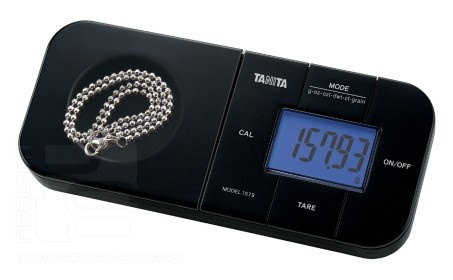 TANITA
MODE
g-oz-ozt-dwt-ct-grain
CAL
157.93
g
ON/OFF
MODEL 1579
TARE